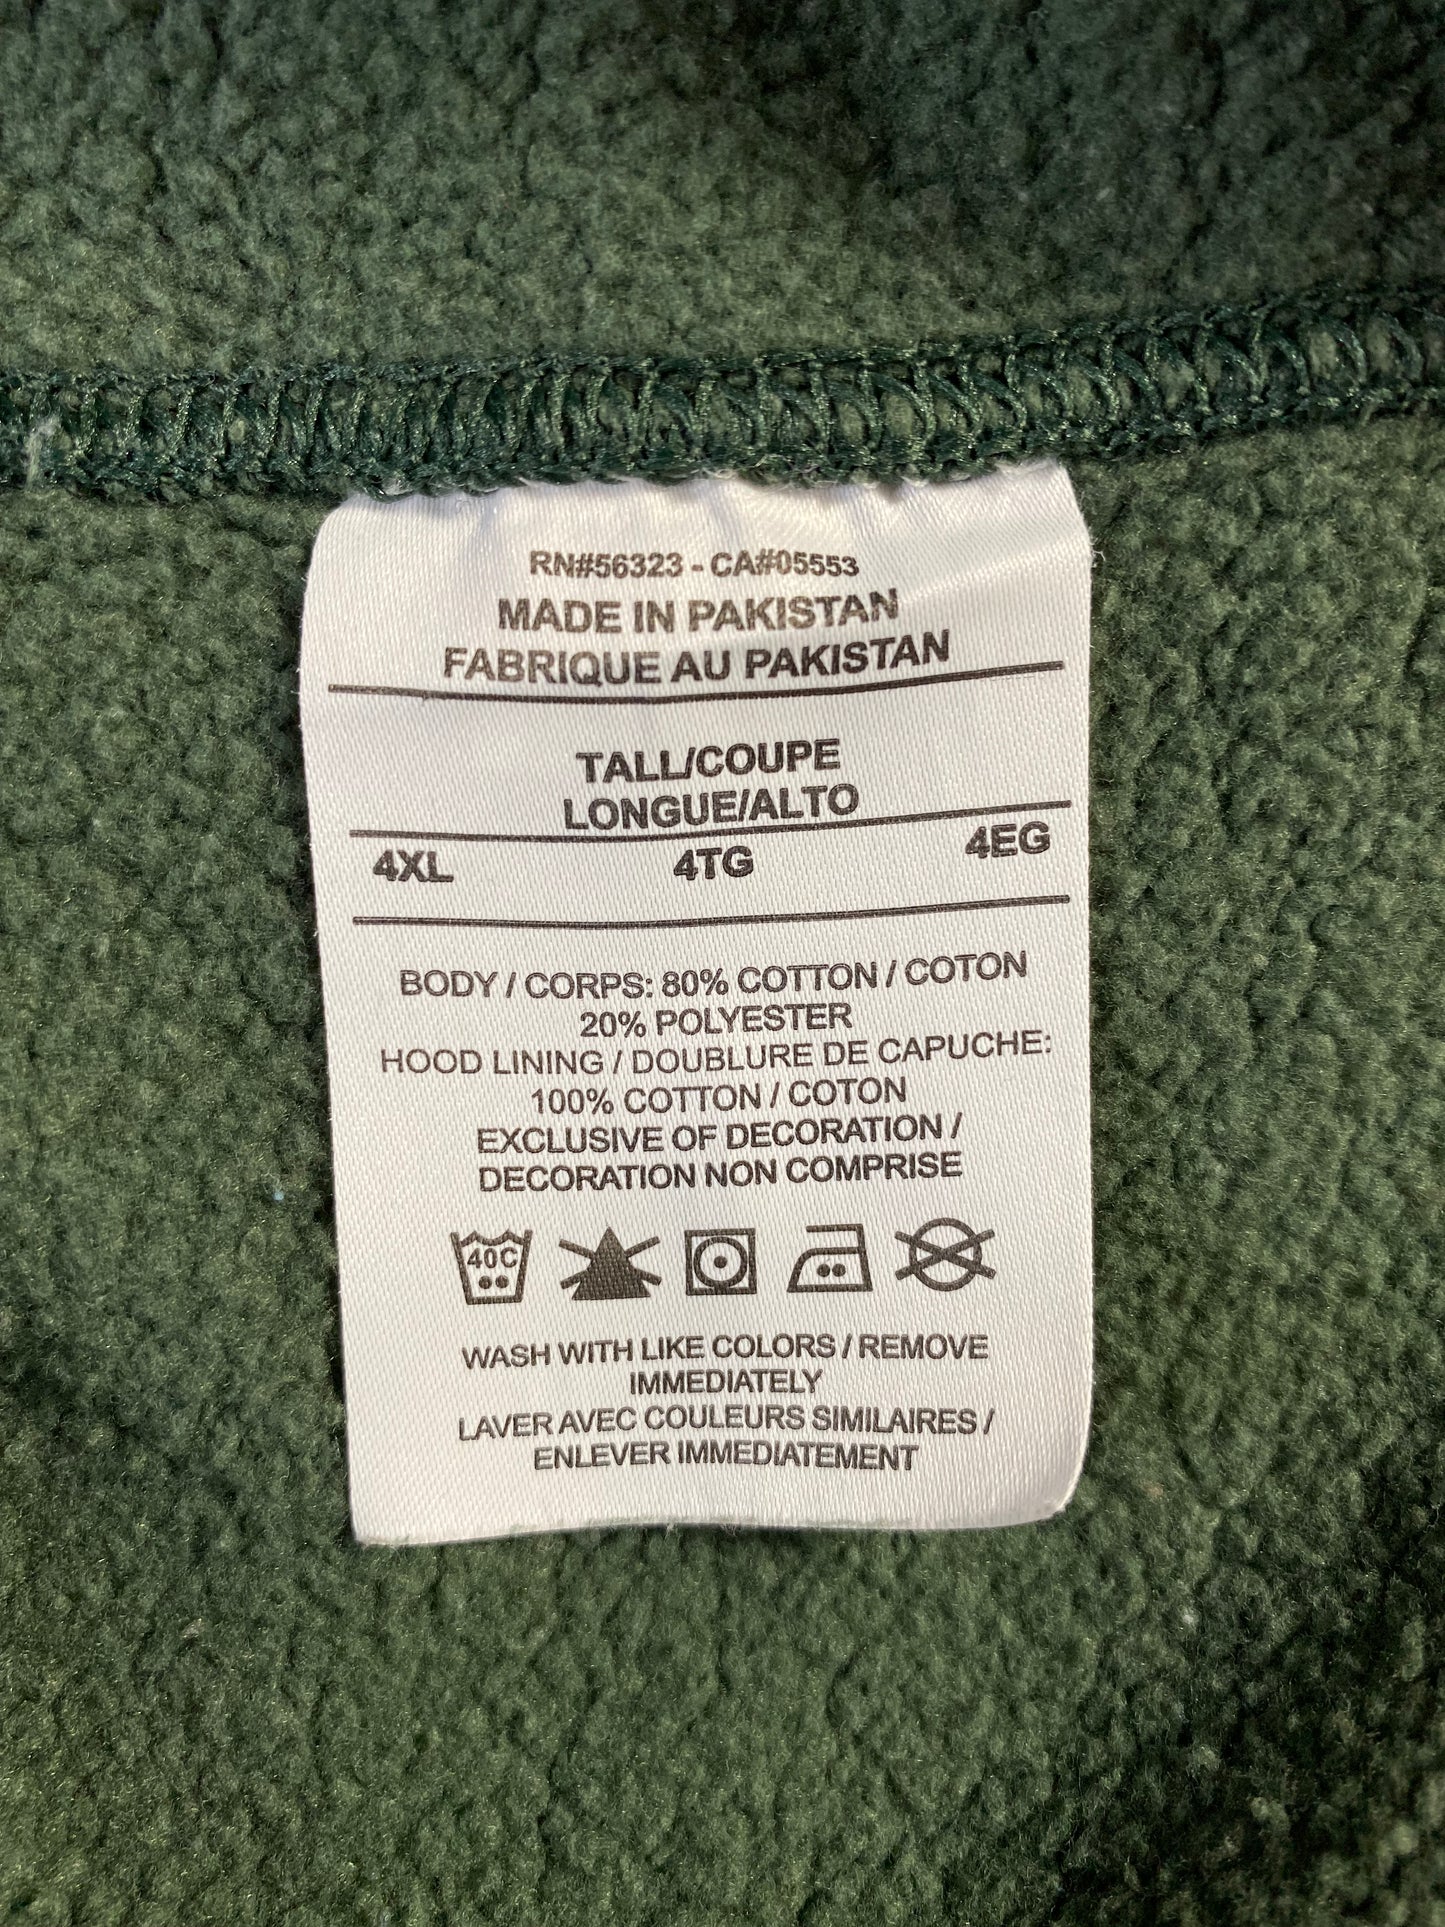 RN#56323 - CA#05553
MADE IN PAKISTAN
FABRIQUE AU PAKISTAN
TALL/COUPE
LONGUE/ALTO
4XL 4TG 4EG
BODY / CORPS: 80% COTTON / COTON
20% POLYESTER
HOOD LINING / DOUBLURE DE CAPUCHE:
100% COTTON / COTON
EXCLUSIVE OF DECORATION /
DECORATION NON COMPRISE
40C
WASH WITH LIKE COLORS / REMOVE
IMMEDIATELY
LAVER AVEC COULEURS SIMILAIRES /
ENLEVER IMMEDIATEMENT